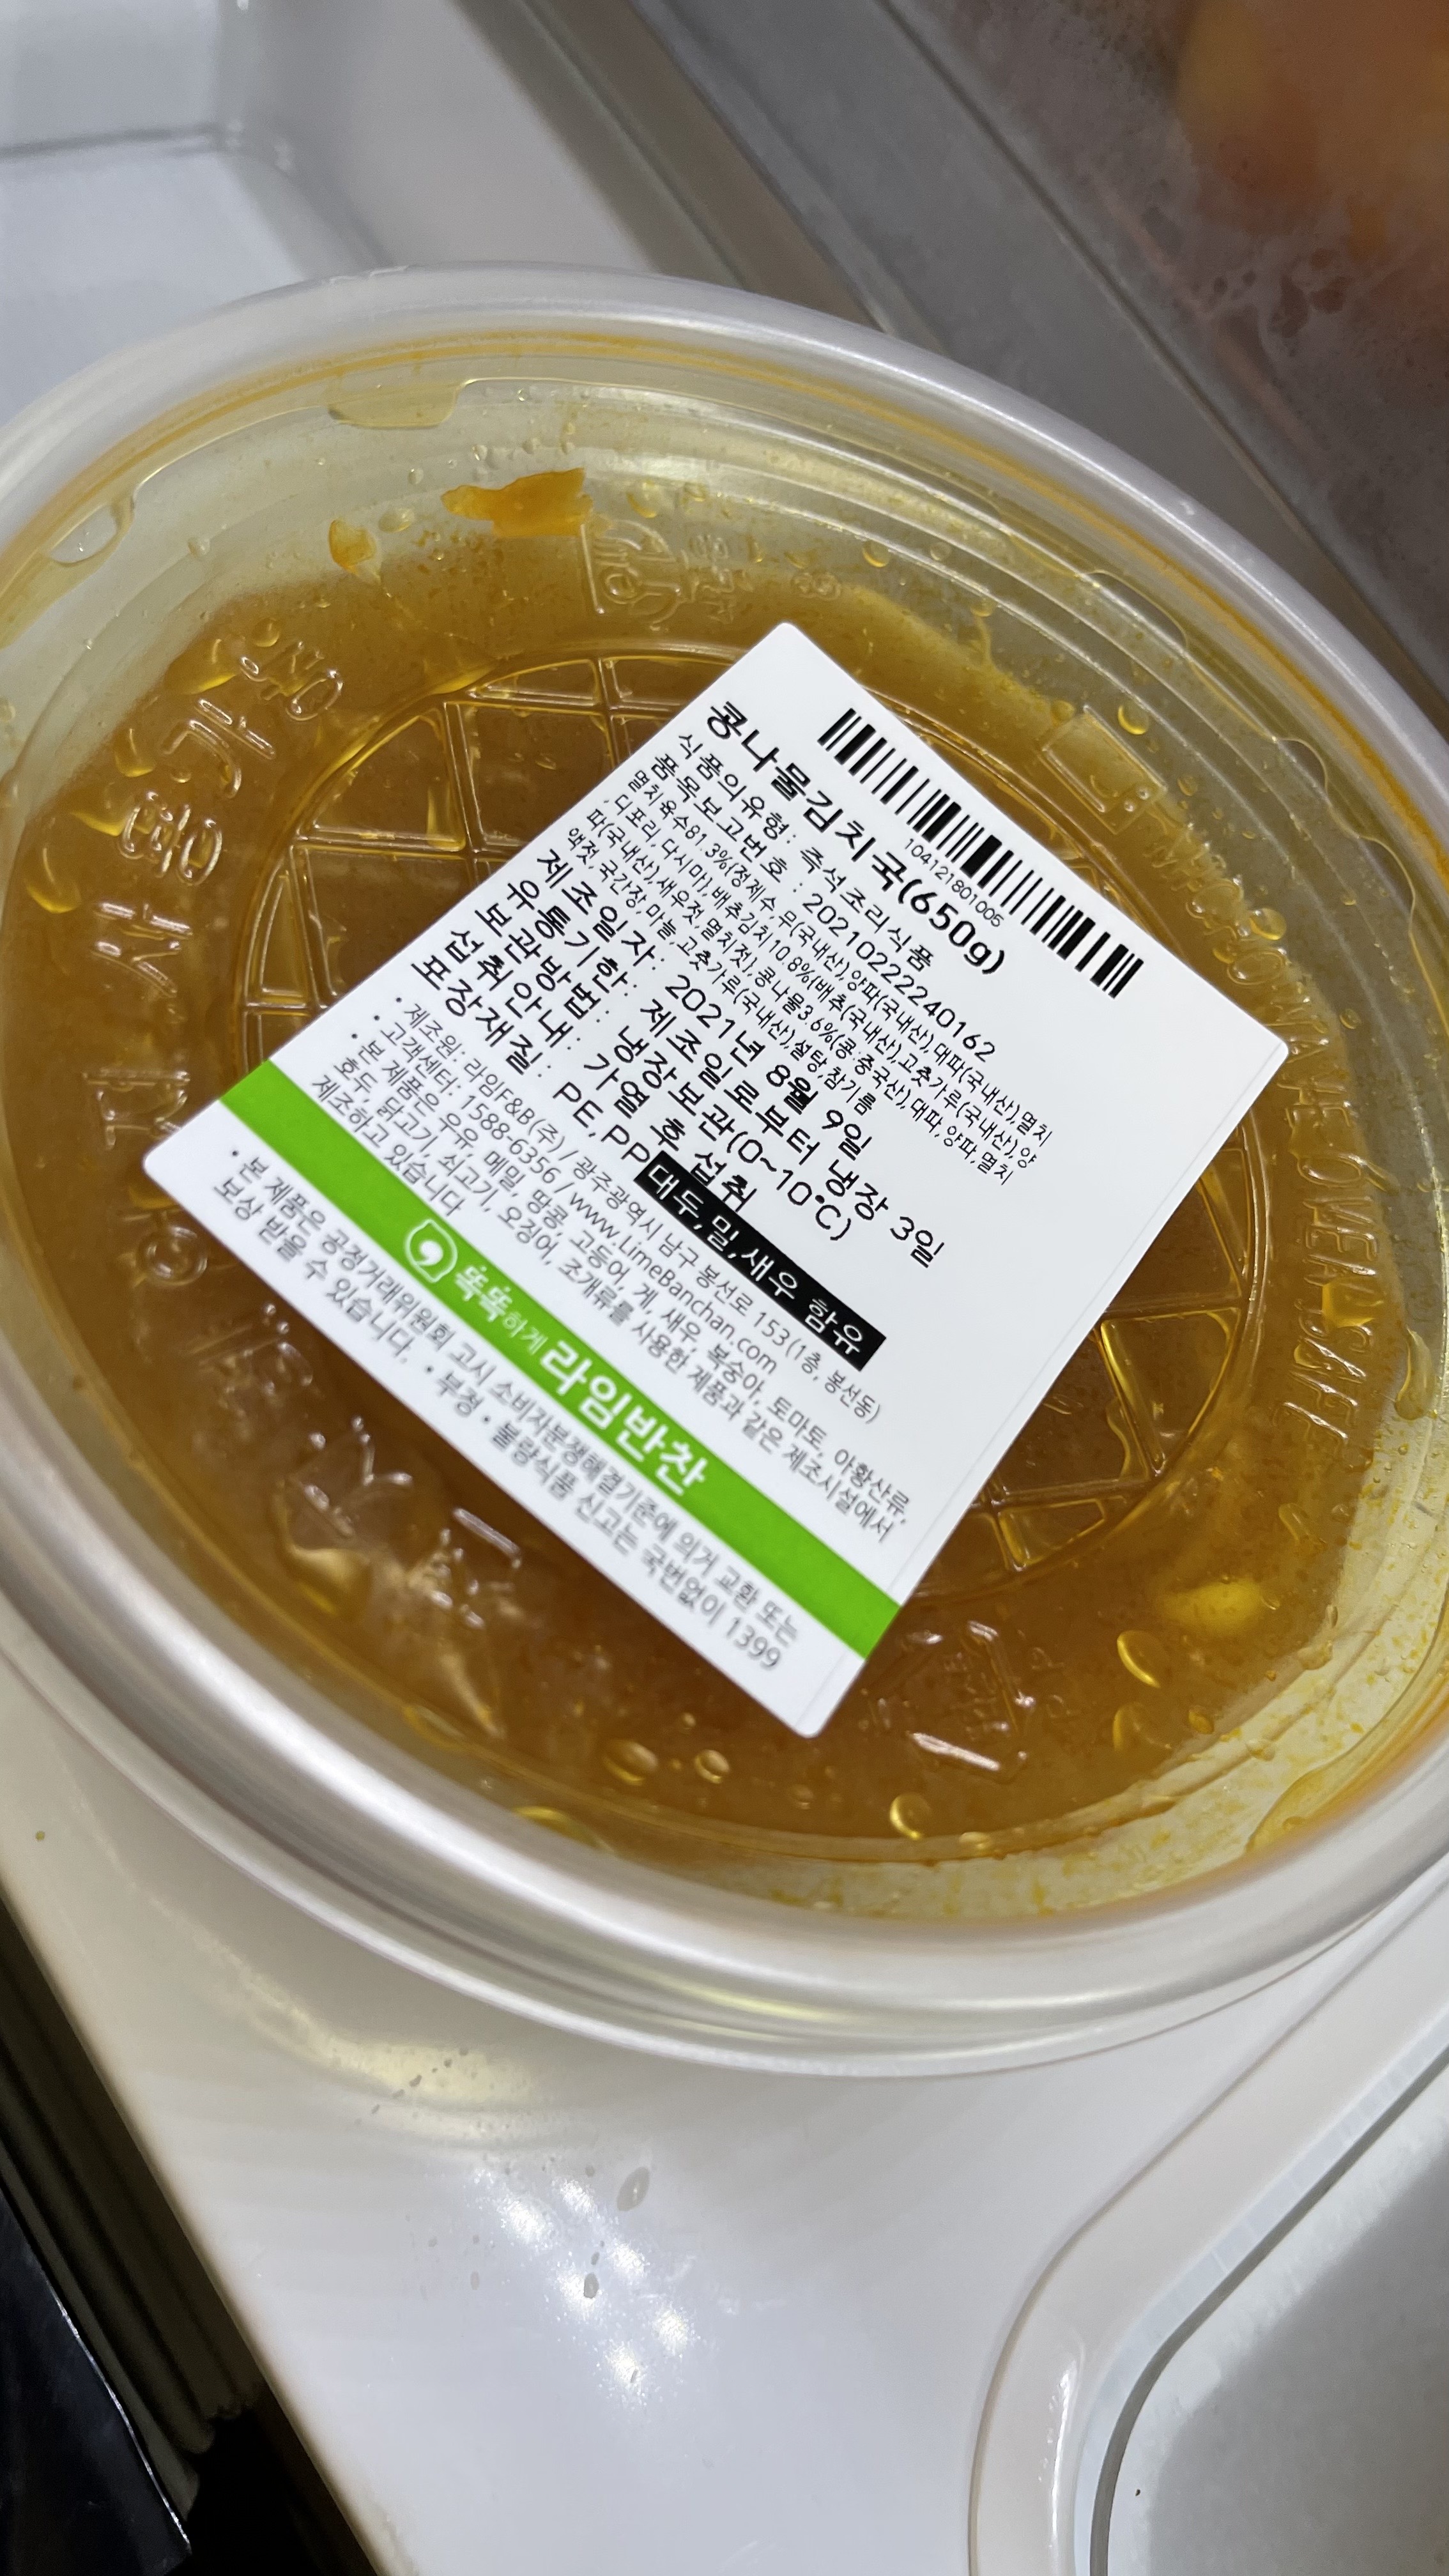 104121801005
콩나물김치국(650g)
식품의유형: 즉석조리식품
품목보고번호 : 2021022240162
멸치육수81.3%(정제수,무(국내산),양파(국내산),대파(국내산),멸치
,디포리,다시마),배추김치10.8%(배추(국내산),고춧가루(국내산),양
파(국내산),새우젓,멸치젓),콩나물3.6%(콩:중국산),대파,양파,멸치
액젓,국간장,마늘,고춧가루(국내산),설탕,참기름
제조일자: 2021년 8월 9일
유통기한: 제조일로부터 냉장 3일
보관방법: 냉장보관(0~10℃)
섭취안내: 가열 후 섭취
포장재질: PE,PP
대두,밀,새우 함유
• 제조원: 라임F&B(주) / 광주광역시 남구 봉선로 153(1층, 봉선동)
• 고객센터: 1588-6356 / www.LimeBanchan.com
• 본 제품은 우유, 메밀, 땅콩, 고등어, 게, 새우, 복숭아, 토마토, 아황산류,
호두, 닭고기, 쇠고기, 오징어, 조개류를 사용한 제품과 같은 제조시설에서
제조하고 있습니다
똑똑하게 라임반찬
• 본 제품은 공정거래위원회 고시 소비자분쟁해결기준에 의거 교환 또는
보상 받을 수 있습니다. • 부정 • 불량식품 신고는 국번없이 1399
사용가능
MICROWAVEOVEN SAFE